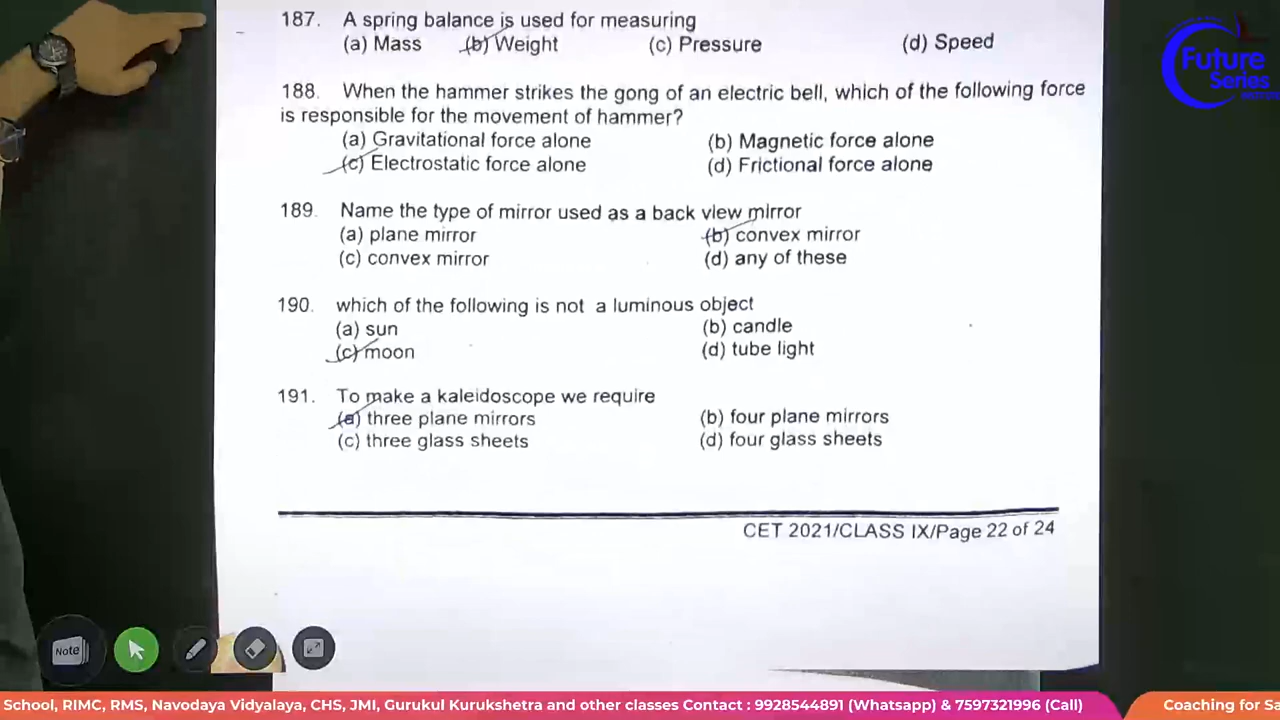 187. A spring balance is used for measuring
(a) Mass (b) Weight (c) Pressure (d) Speed
188. When the hammer strikes the gong of an electric bell, which of the following force
is responsible for the movement of hammer?
(a) Gravitational force alone (b) Magnetic force alone
(c) Electrostatic force alone (d) Frictional force alone
189. Name the type of mirror used as a back view mirror
(a) plane mirror (b) convex mirror
(c) convex mirror (d) any of these
190. which of the following is not a luminous object
(a) sun (b) candle
(c) moon (d) tube light
191. To make a kaleidoscope we require
(a) three plane mirrors (b) four plane mirrors
(c) three glass sheets (d) four glass sheets
CET 2021/CLASS IX/Page 22 of 24
Future
Series
Note
School, RIMC, RMS, Navodaya Vidyalaya, CHS, JMI, Gurukul Kurukshetra and other classes Contact : 9928544891 (Whatsapp) & 7597321996 (Call)
Coaching for Sa